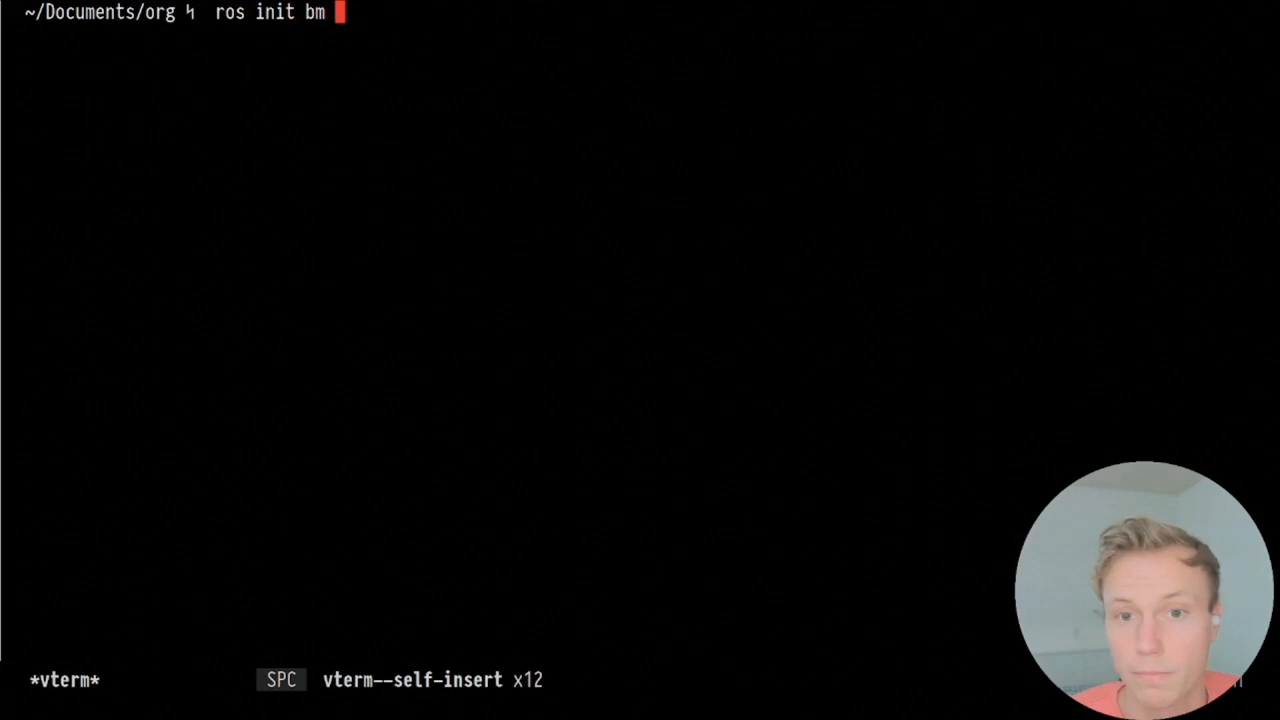 ~/Documents/org ϟ ros init bm
*vterm* SPC vterm--self-insert x12